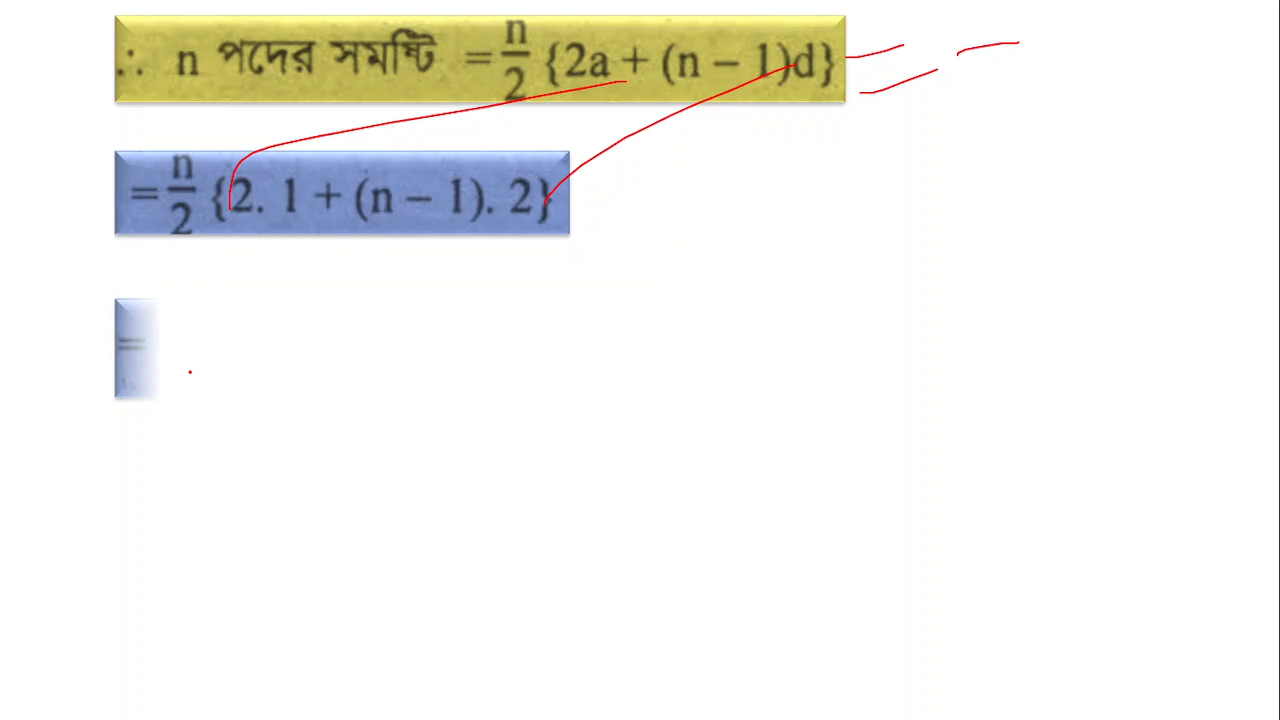 ∴ n পদের সমষ্টি = n/2 {2a + (n − 1)d}
= n/2 {2. 1 + (n − 1). 2}
=